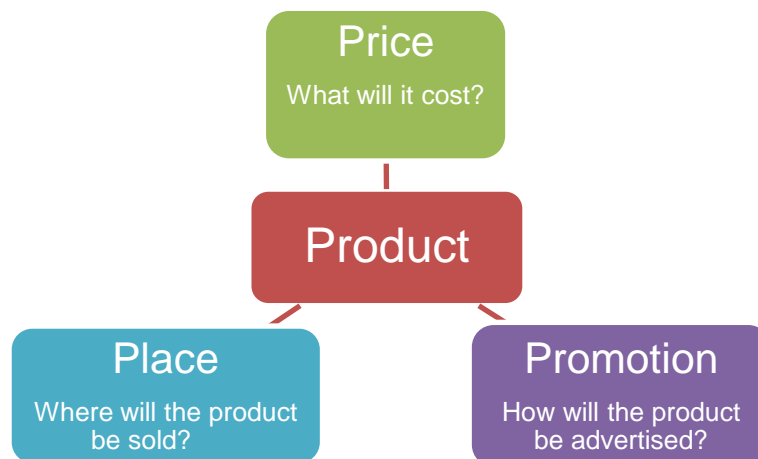 Price
What will it cost?
Product
Place
Where will the product
be sold?
Promotion
How will the product
be advertised?